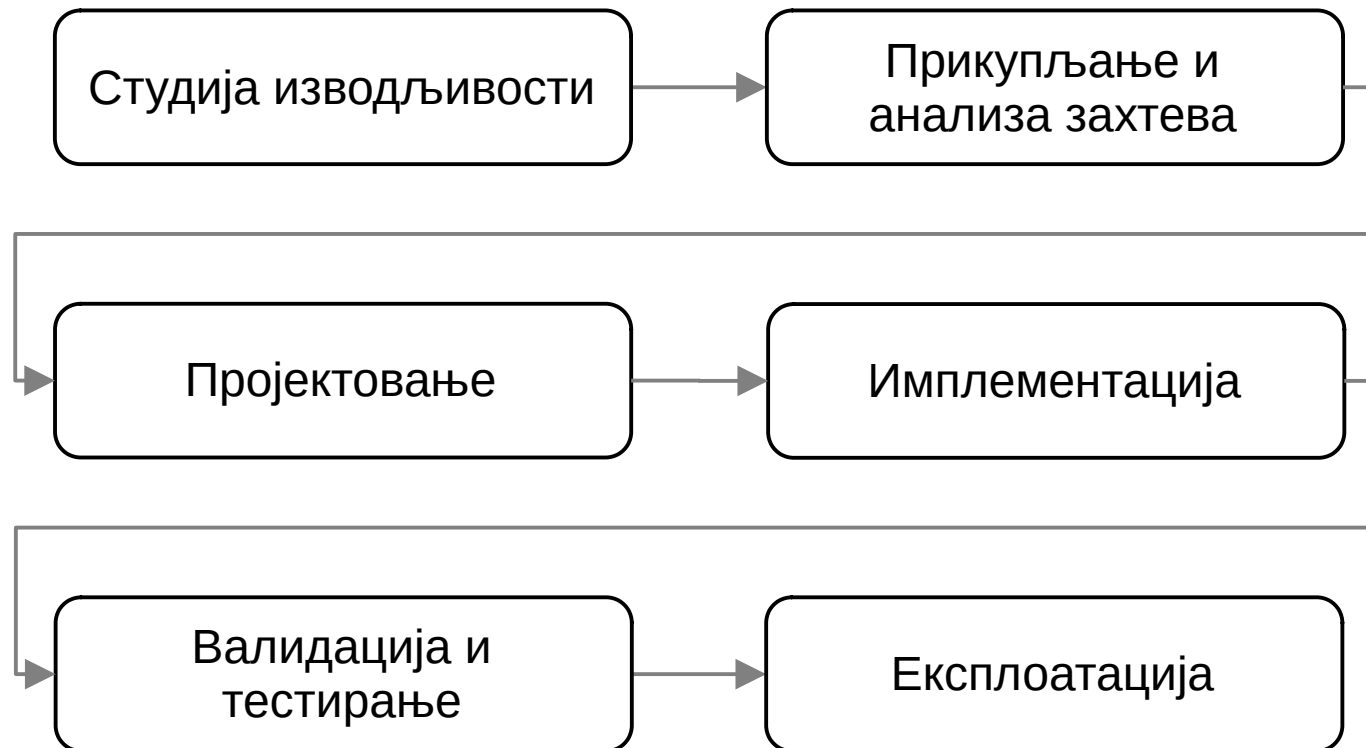 Студија изводљивости
Прикупљање и
анализа захтева
Пројектовање
Имплементација
Валидација и
тестирање
Експлоатација